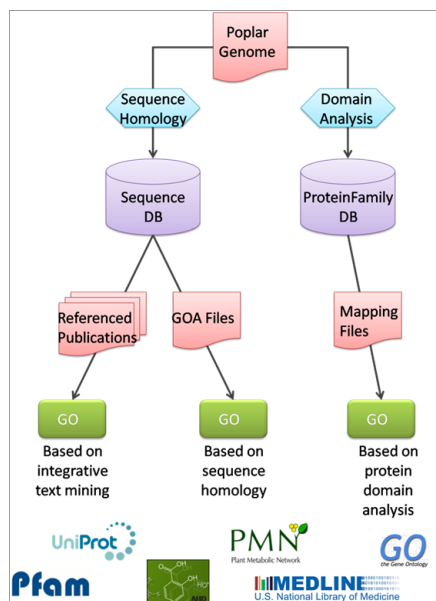 Poplar
Genome
Sequence
Homology
Domain
Analysis
Sequence
DB
ProteinFamily
DB
Referenced
Publications
GOA Files
Mapping
Files
GO
GO
GO
Based on
integrative
text mining
Based on
sequence
homology
Based on
protein
domain
analysis
UniProt
PMN
Plant Metabolic Network
GO
the Gene Ontology
Pfam
OH
MEDLINE
U.S. National Library of Medicine